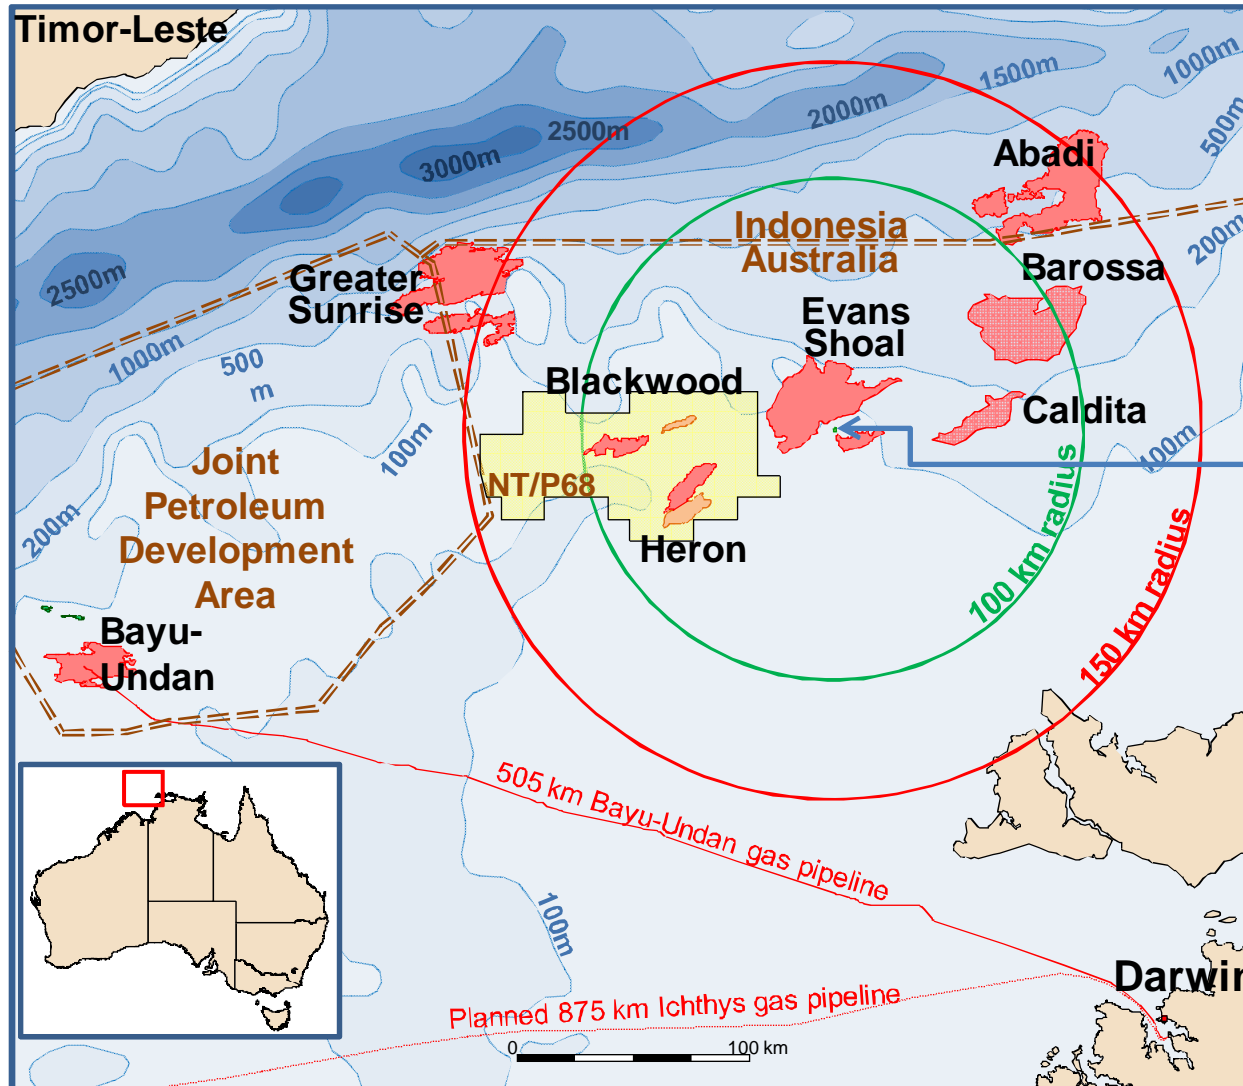 Timor-Leste
1500m
1000m
2000m
2500m
500m
3000m
Abadi
200m
Indonesia
Australia
2500m
Greater
Sunrise
Barossa
Evans
Shoal
1000m
500
m
Blackwood
Caldita
100m
100m
Joint
Petroleum
Development
Area
NT/P68
200m
Heron
100 km radius
150 km radius
Bayu-
Undan
505 km Bayu-Undan gas pipeline
100m
Darwin
Planned 875 km Ichthys gas pipeline
0
100 km